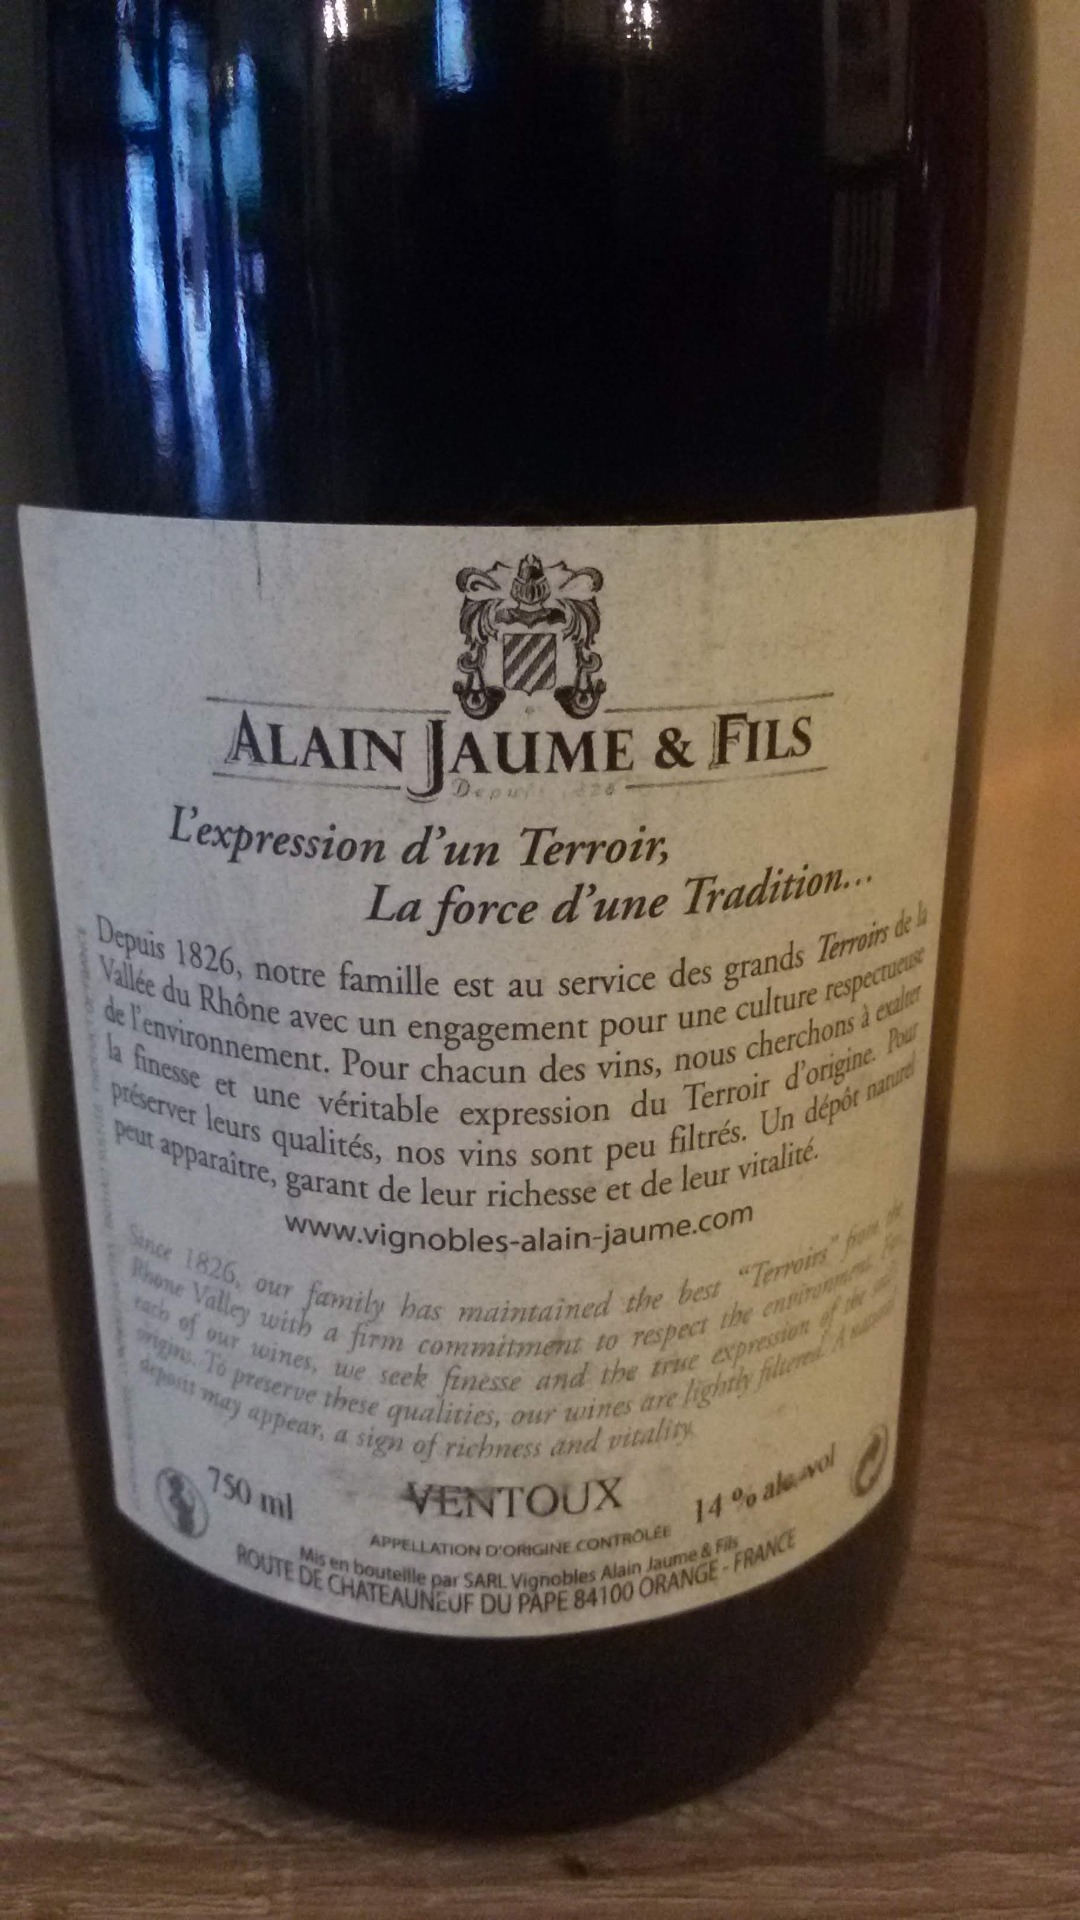 ALAIN JAUME & FILS
Depuis 1826
L'expression d'un Terroir,
La force d'une Tradition...
Depuis 1826, notre famille est au service des grands Terroirs de la
Vallée du Rhône avec un engagement pour une culture respectueuse
de l'environnement. Pour chacun des vins, nous cherchons à exalter
la finesse et une véritable expression du Terroir d'origine. Pour
préserver leurs qualités, nos vins sont peu filtrés. Un dépôt naturel
peut apparaître, garant de leur richesse et de leur vitalité.
www.vignobles-alain-jaume.com
Since 1826, our family has maintained the best "Terroirs" from the
Rhone Valley with a firm commitment to respect the environment. For
each of our wines, we seek finesse and the true expression of the soil
origins. To preserve these qualities, our wines are lightly filtered. A natural
deposit may appear, a sign of richness and vitality.
750 ml
VENTOUX
14 % alc./vol
APPELLATION D'ORIGINE CONTRÔLÉE
Mis en bouteille par SARL Vignobles Alain Jaume & Fils
ROUTE DE CHATEAUNEUF DU PAPE 84100 ORANGE - FRANCE